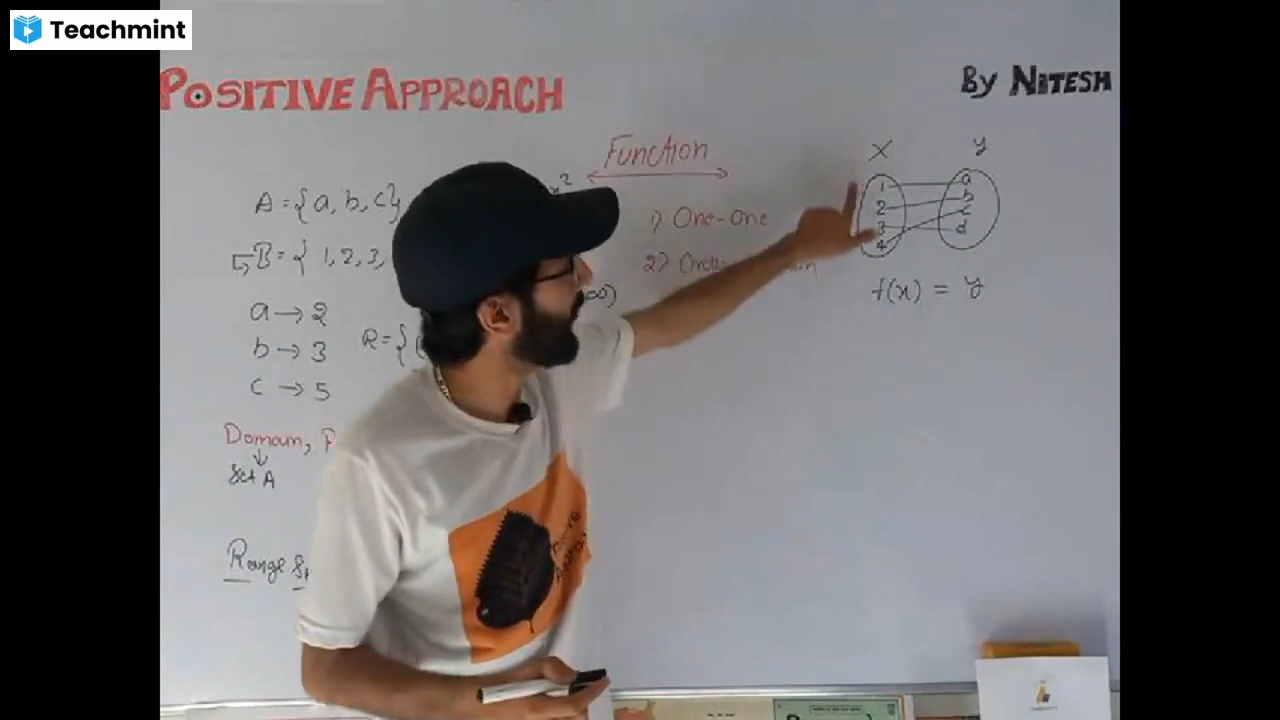 Teachmint
POSITIVE APPROACH
By NITESH
Function
A = {a, b, c}
B = { 1, 2, 3,
a → 2
b → 3
c → 5
R = {
Domain,
Set A
Range
1) One-One
2)
X y
1 a
2 b
3 c
4 d
f(x) = y